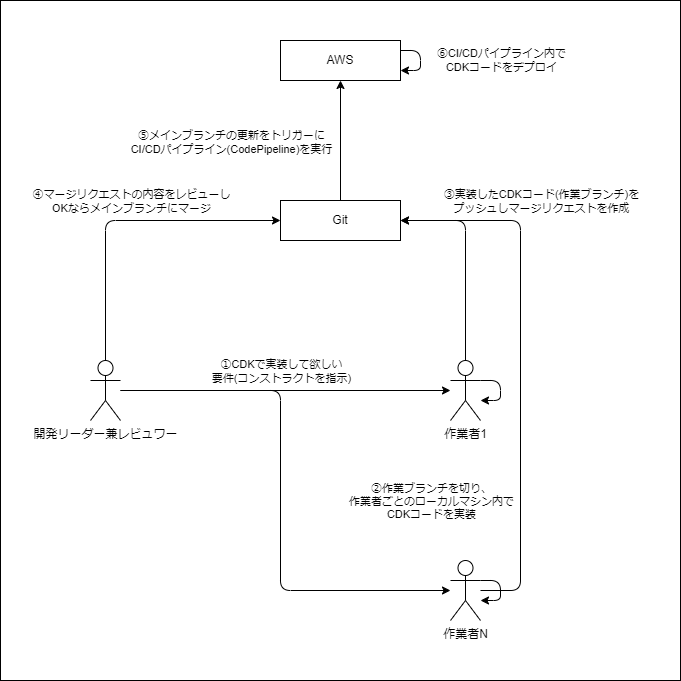 AWS
⑥CI/CDパイプライン内で
CDKコードをデプロイ
⑤メインブランチの更新をトリガーに
CI/CDパイプライン(CodePipeline)を実行
④マージリクエストの内容をレビューし
OKならメインブランチにマージ
Git
③実装したCDKコード(作業ブランチ)を
プッシュしマージリクエストを作成
①CDKで実装して欲しい
要件(コンストラクトを指示)
開発リーダー兼レビュワー
作業者1
②作業ブランチを切り、
作業者ごとのローカルマシン内で
CDKコードを実装
作業者N